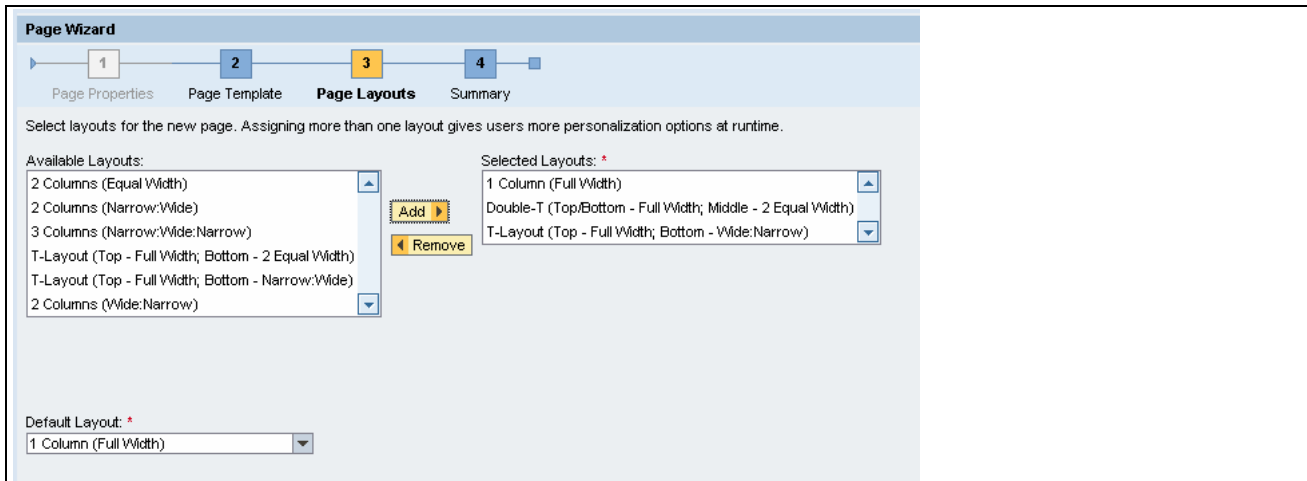 Page Wizard
1 2 3 4
Page Properties Page Template Page Layouts Summary
Select layouts for the new page. Assigning more than one layout gives users more personalization options at runtime.
Available Layouts:
2 Columns (Equal Width)
2 Columns (Narrow:Wide)
3 Columns (Narrow:Wide:Narrow)
T-Layout (Top - Full Width; Bottom - 2 Equal Width)
T-Layout (Top - Full Width; Bottom - Narrow:Wide)
2 Columns (Wide:Narrow)
Add
Remove
Selected Layouts: *
1 Column (Full Width)
Double-T (Top/Bottom - Full Width; Middle - 2 Equal Width)
T-Layout (Top - Full Width; Bottom - Wide:Narrow)
Default Layout: *
1 Column (Full Width)